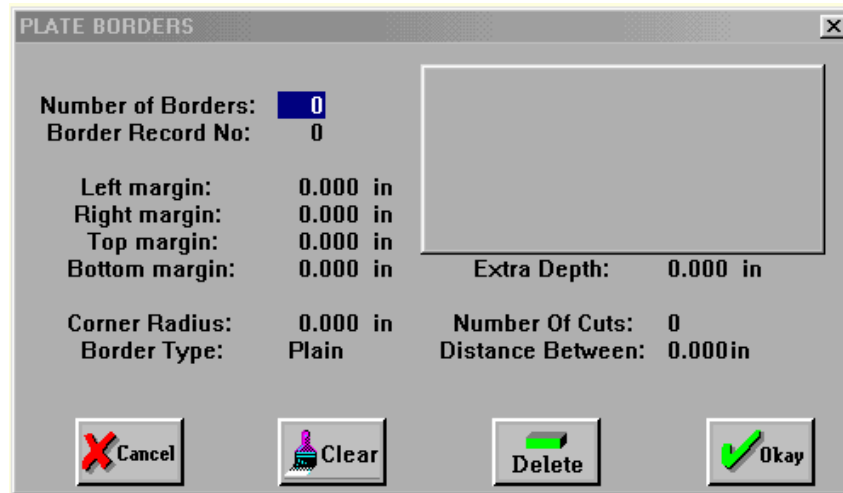 PLATE BORDERS
Number of Borders: 0
Border Record No: 0
Left margin: 0.000 in
Right margin: 0.000 in
Top margin: 0.000 in
Bottom margin: 0.000 in Extra Depth: 0.000 in
Corner Radius: 0.000 in Number Of Cuts: 0
Border Type: Plain Distance Between: 0.000in
Cancel Clear Delete Okay